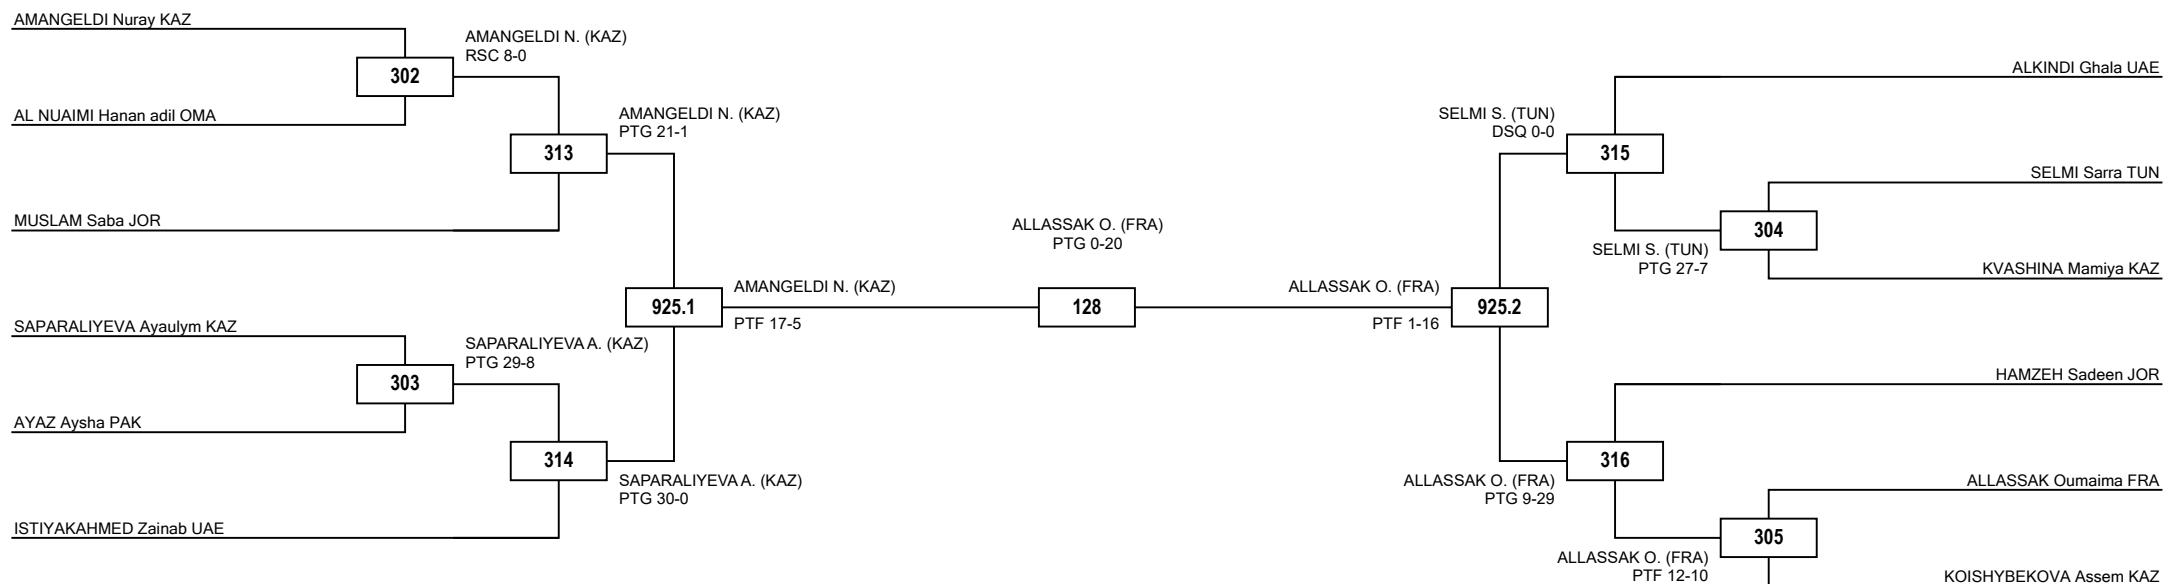 AMANGELDI Nuray KAZ
AMANGELDI N. (KAZ)
RSC 8-0
302
AL NUAIMI Hanan adil OMA
AMANGELDI N. (KAZ)
PTG 21-1
313
MUSLAM Saba JOR
925.1
AMANGELDI N. (KAZ)
PTF 17-5
SAPARALIYEVA Ayaulym KAZ
SAPARALIYEVA A. (KAZ)
PTG 29-8
303
AYAZ Aysha PAK
314
SAPARALIYEVA A. (KAZ)
PTG 30-0
ISTIYAKAHMED Zainab UAE
ALLASSAK O. (FRA)
PTG 0-20
128
ALKINDI Ghala UAE
SELMI S. (TUN)
DSQ 0-0
315
SELMI Sarra TUN
304
SELMI S. (TUN)
PTG 27-7
KVASHINA Mamiya KAZ
ALLASSAK O. (FRA)
PTF 1-16
925.2
HAMZEH Sadeen JOR
316
ALLASSAK O. (FRA)
PTG 9-29
ALLASSAK Oumaima FRA
305
ALLASSAK O. (FRA)
PTF 12-10
KOISHYBEKOVA Assem KAZ